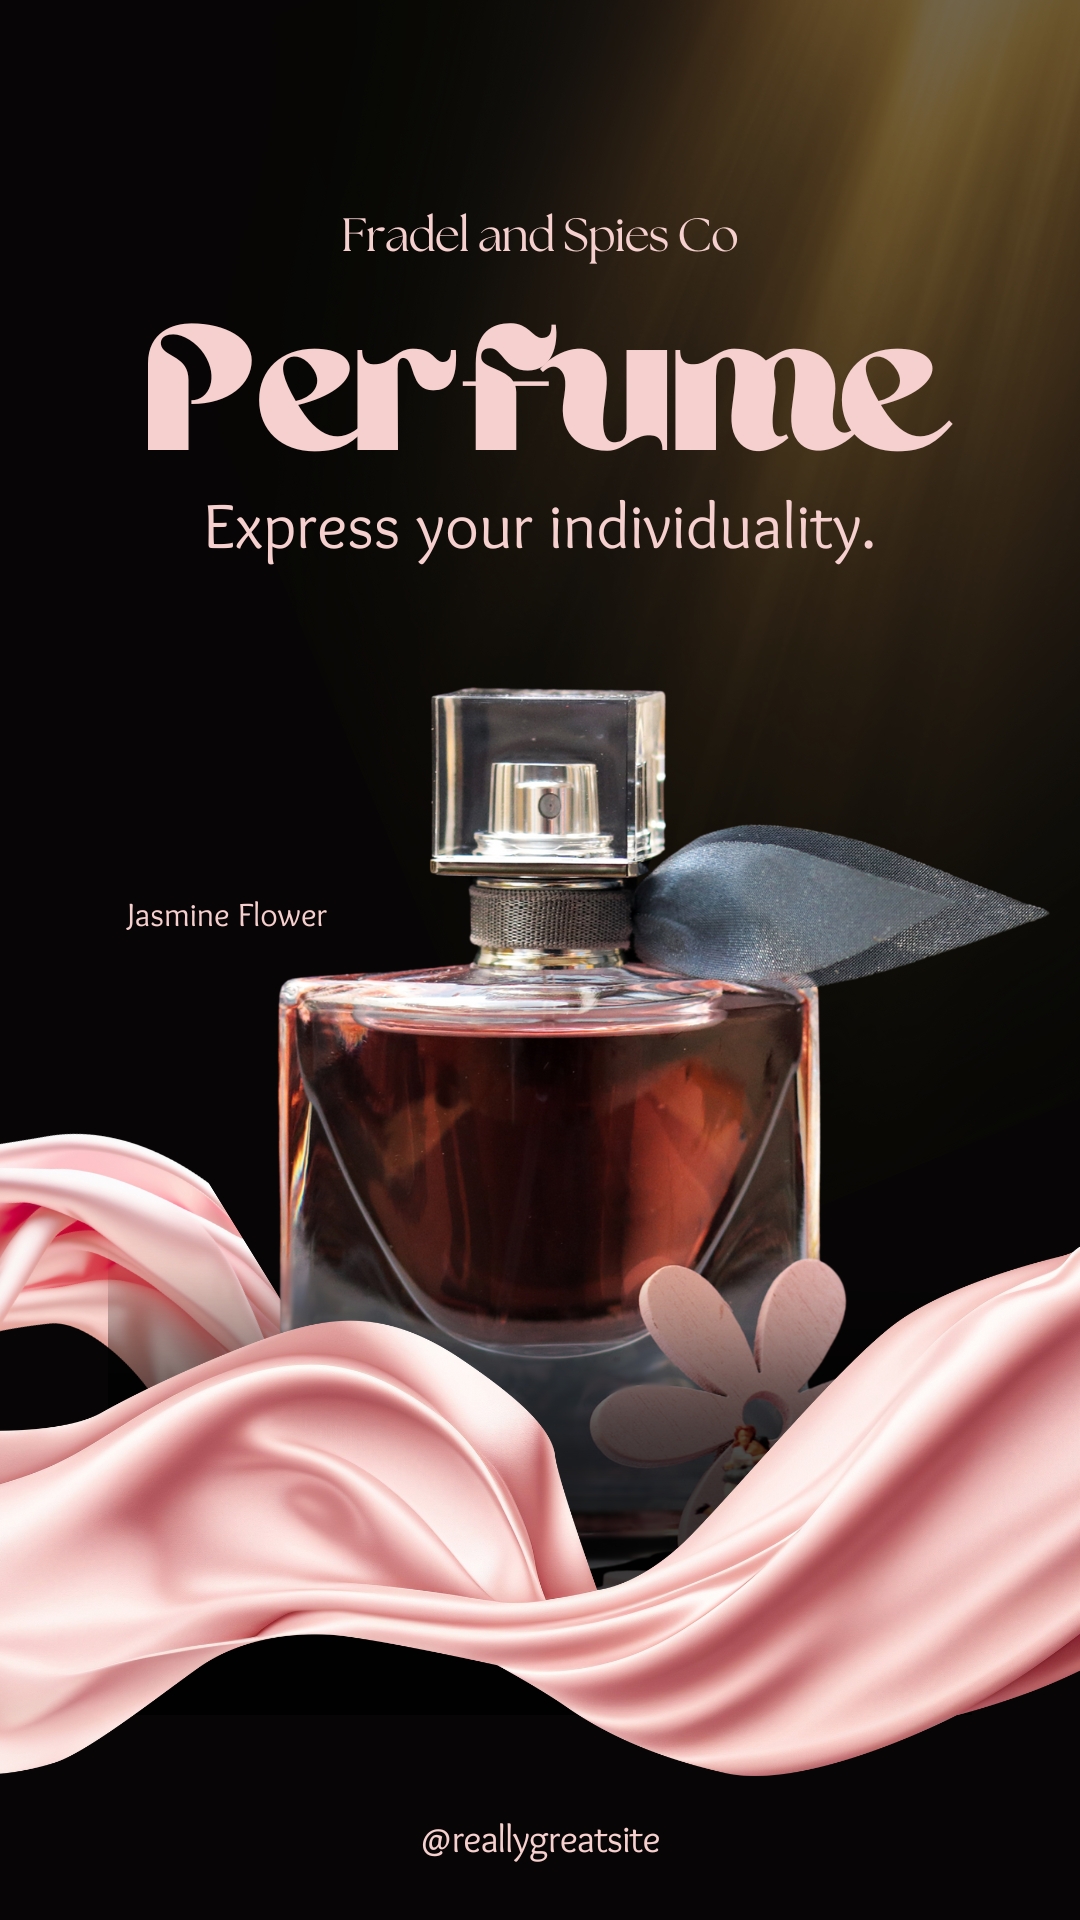 Fradel and Spies Co
Perfume
Express your individuality.
Jasmine Flower
@reallygreatsite